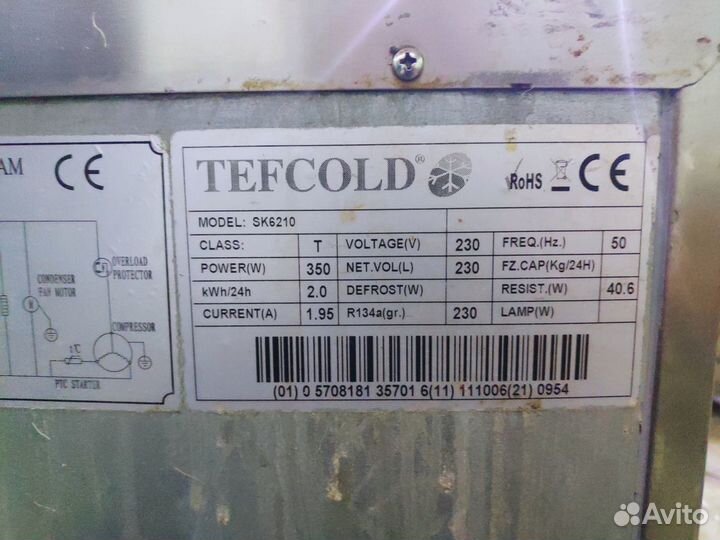 AM CE
OVERLOAD
PROTECTOR
CONDENSER
FAN MOTOR
COMPRESSOR
t/℃
PTC STARTER
TEFCOLD® RoHS CE
MODEL: SK6210
CLASS: T VOLTAGE(V) 230 FREQ.(Hz.) 50
POWER(W) 350 NET.VOL(L) 230 FZ.CAP(Kg/24H)
kWh/24h 2.0 DEFROST(W) RESIST.(W) 40.6
CURRENT(A) 1.95 R134a(gr.) 230 LAMP(W)
(01) 0 5708181 35701 6(11) 111006(21) 0954
Avito